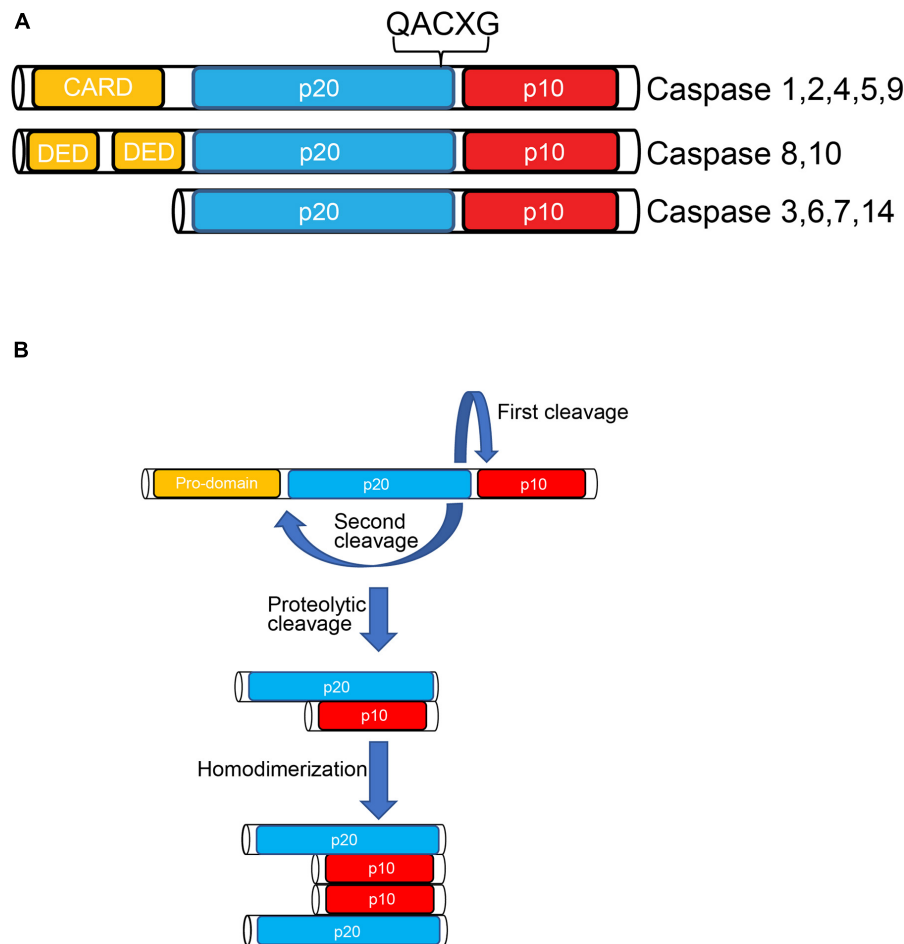 A
QACXG
CARD p20 p10 Caspase 1,2,4,5,9
DED DED p20 p10 Caspase 8,10
p20 p10 Caspase 3,6,7,14
B
First cleavage
Pro-domain p20 p10
Second
cleavage
Proteolytic
cleavage
p20
p10
Homodimerization
p20
p10
p10
p20